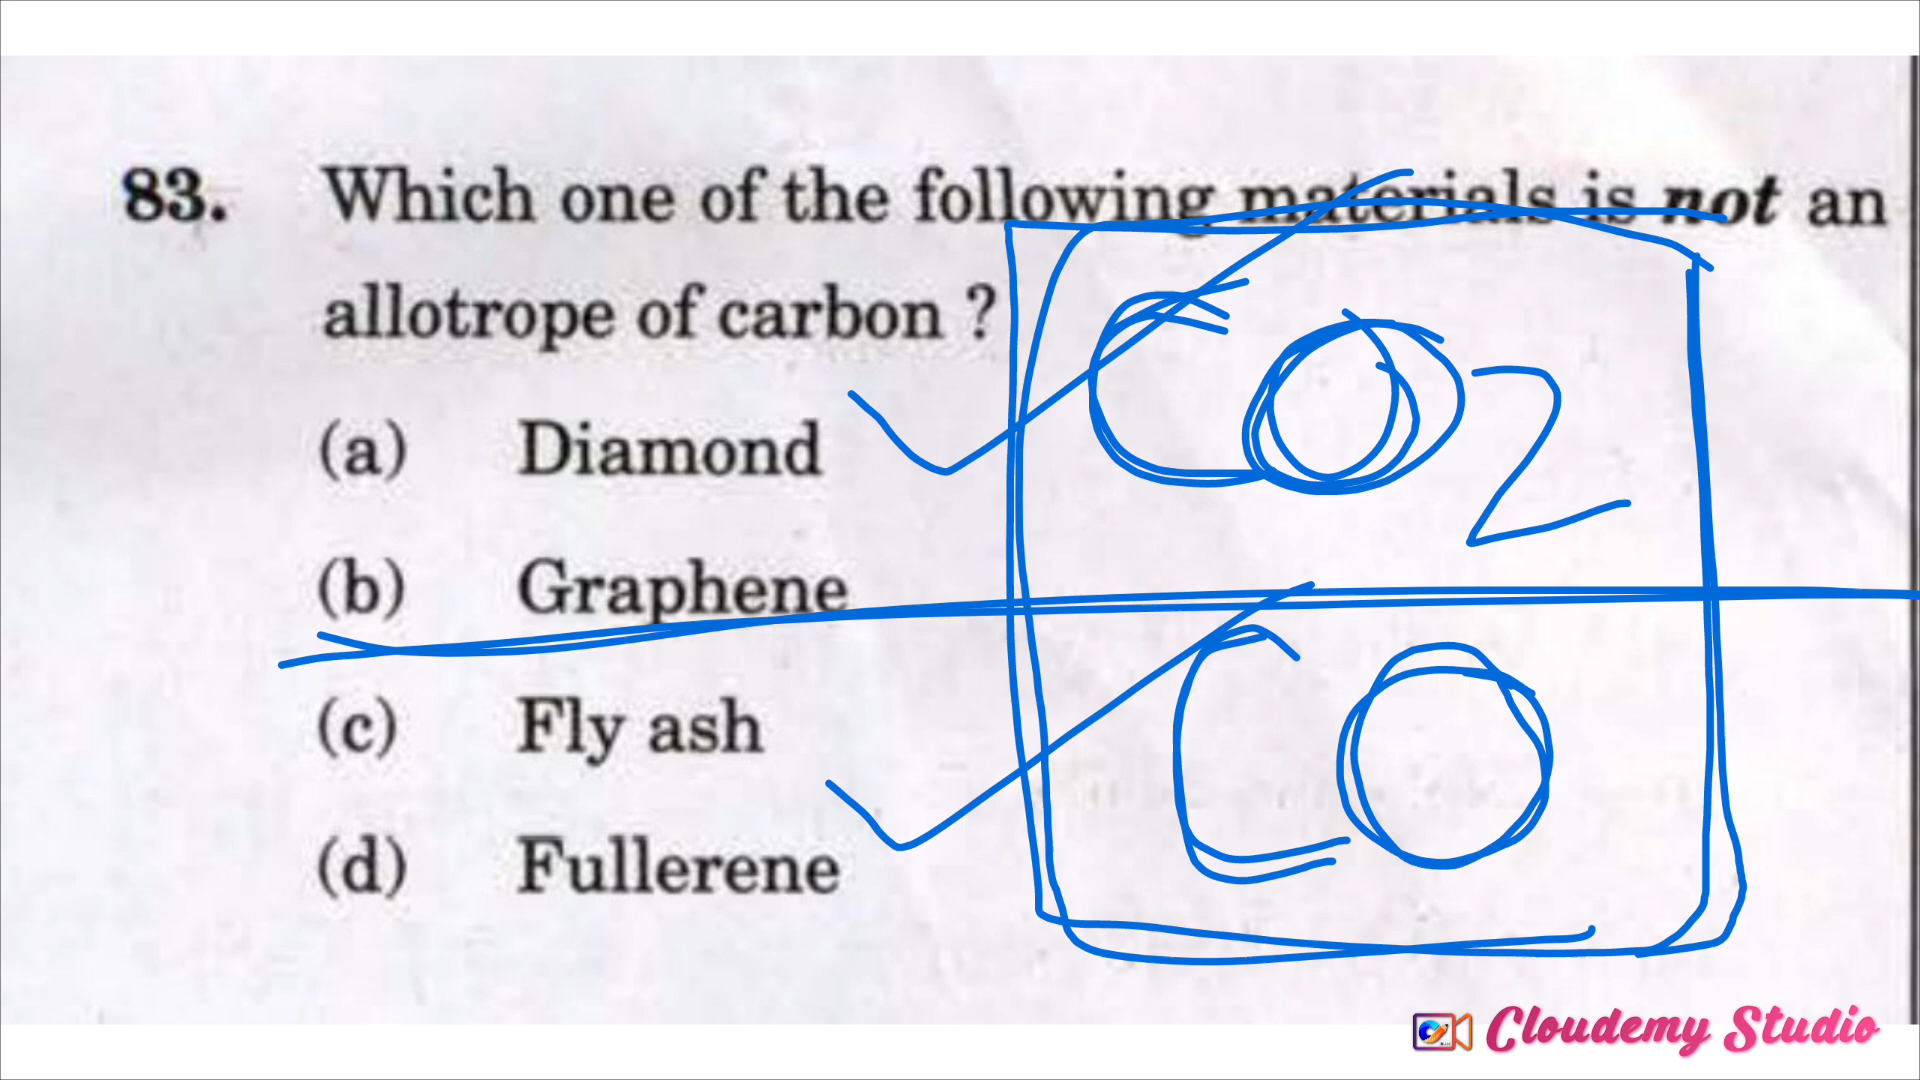 83. Which one of the following materials is not an
allotrope of carbon ?
(a) Diamond
(b) Graphene
(c) Fly ash
(d) Fullerene
CO2
CO
Cloudemy Studio